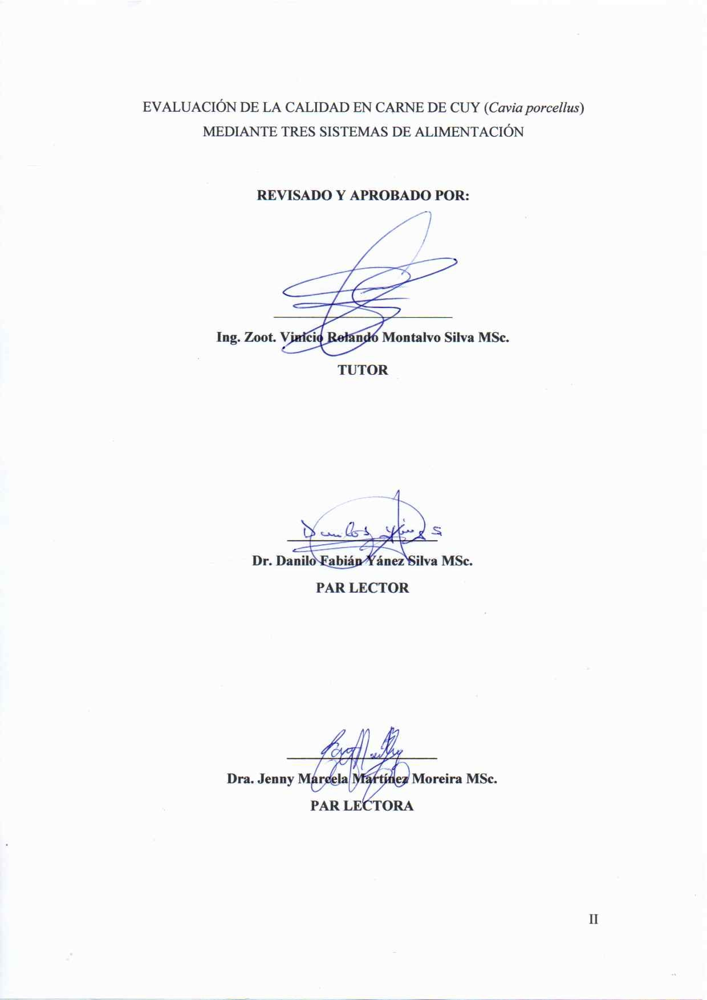 EVALUACIÓN DE LA CALIDAD EN CARNE DE CUY (Cavia porcellus)
MEDIANTE TRES SISTEMAS DE ALIMENTACIÓN
REVISADO Y APROBADO POR:
Ing. Zoot. Vinicio Rolando Montalvo Silva MSc.
TUTOR
Danilo Yánez S
Dr. Danilo Fabián Yánez Silva MSc.
PAR LECTOR
Dra. Jenny Marcela Martínez Moreira MSc.
PAR LECTORA
II